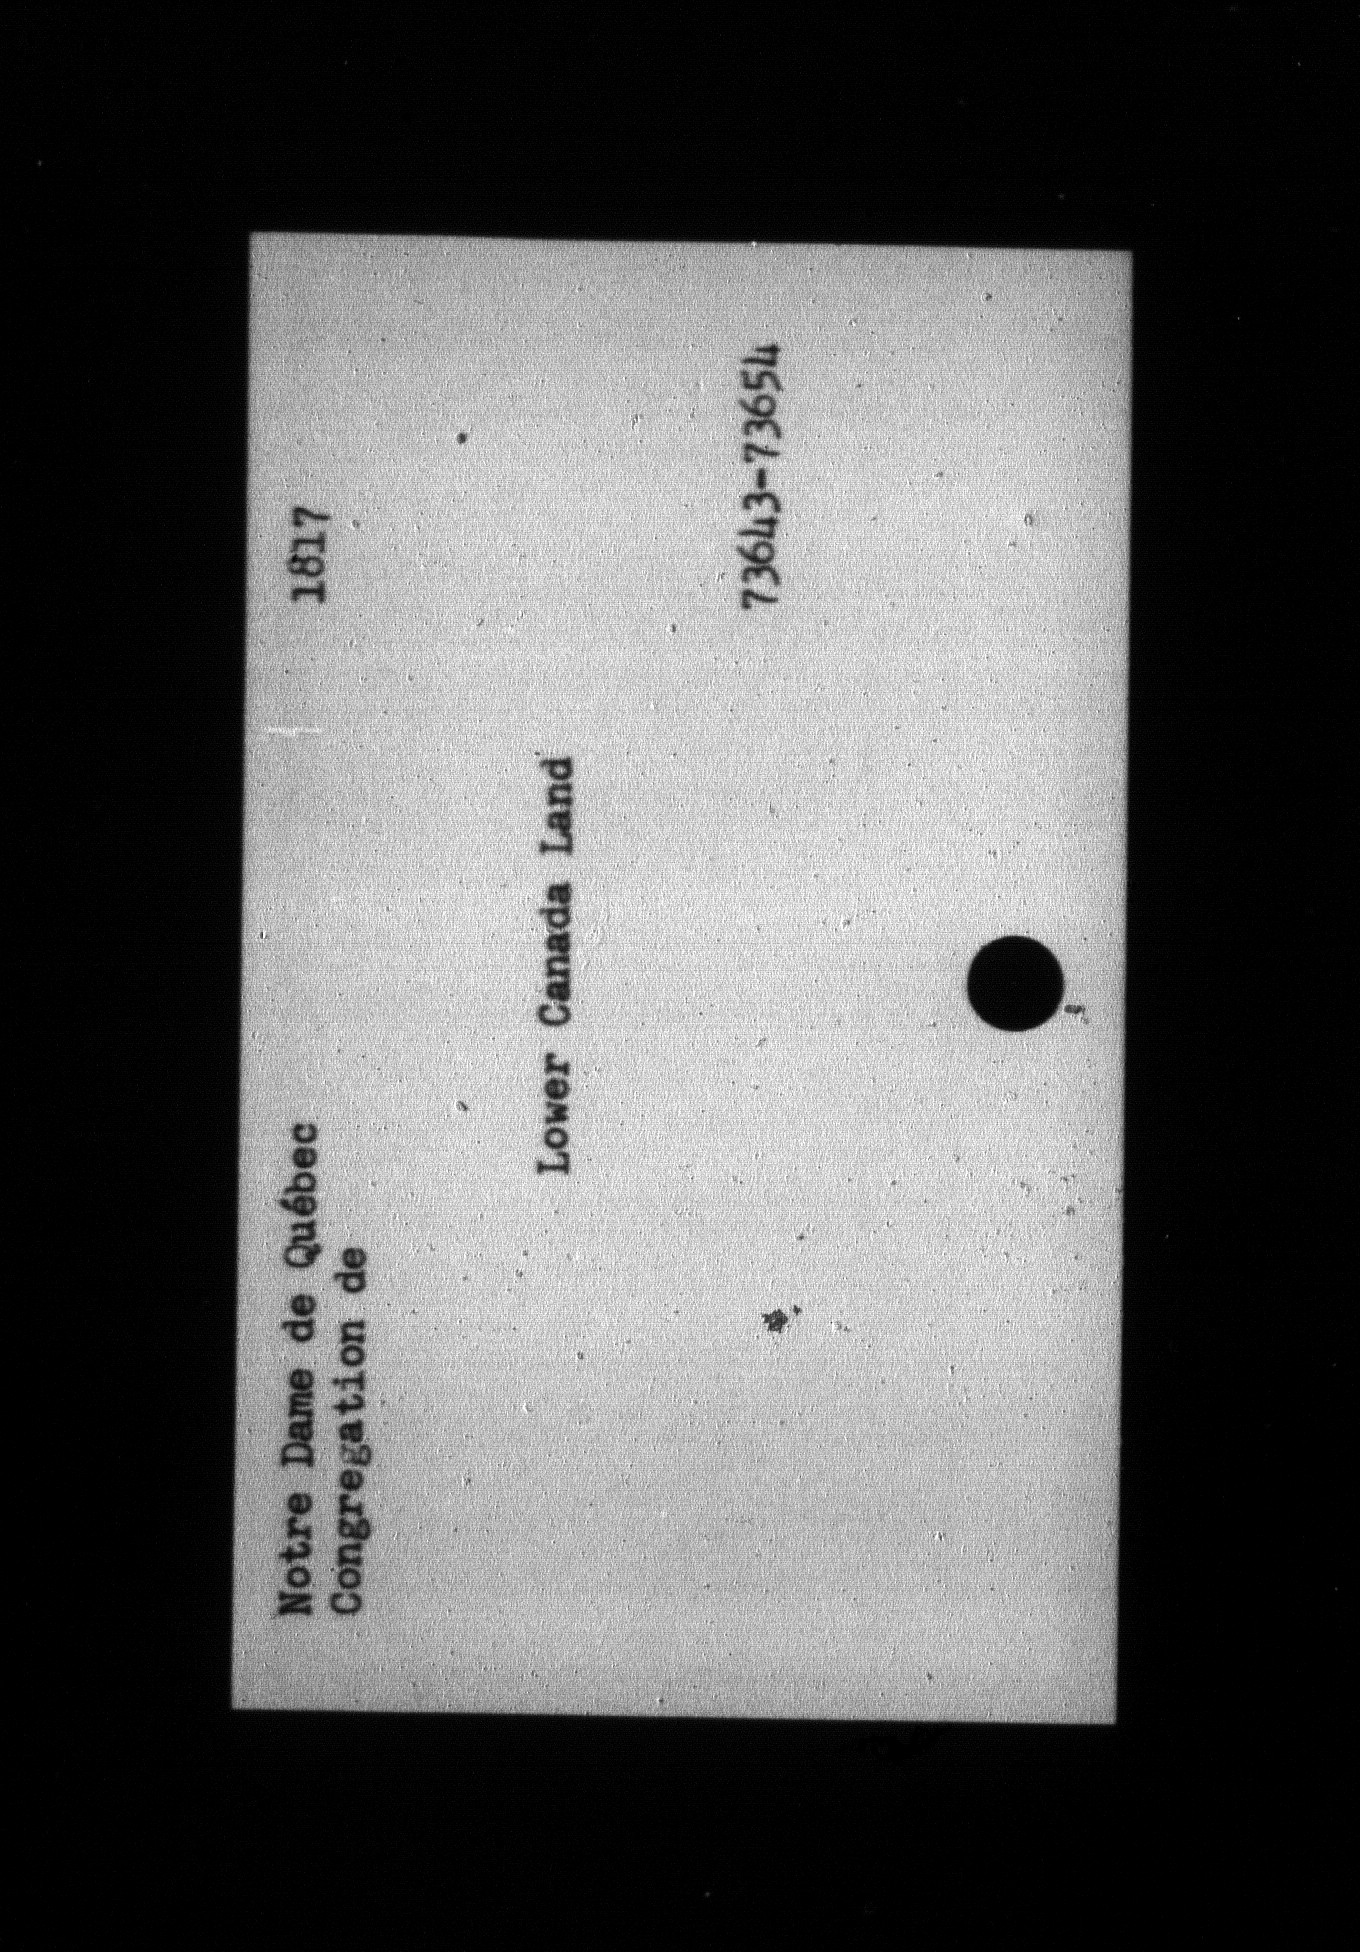 Notre Dame de Québec 1817
Congregation de
Lower Canada Land
73643-73654